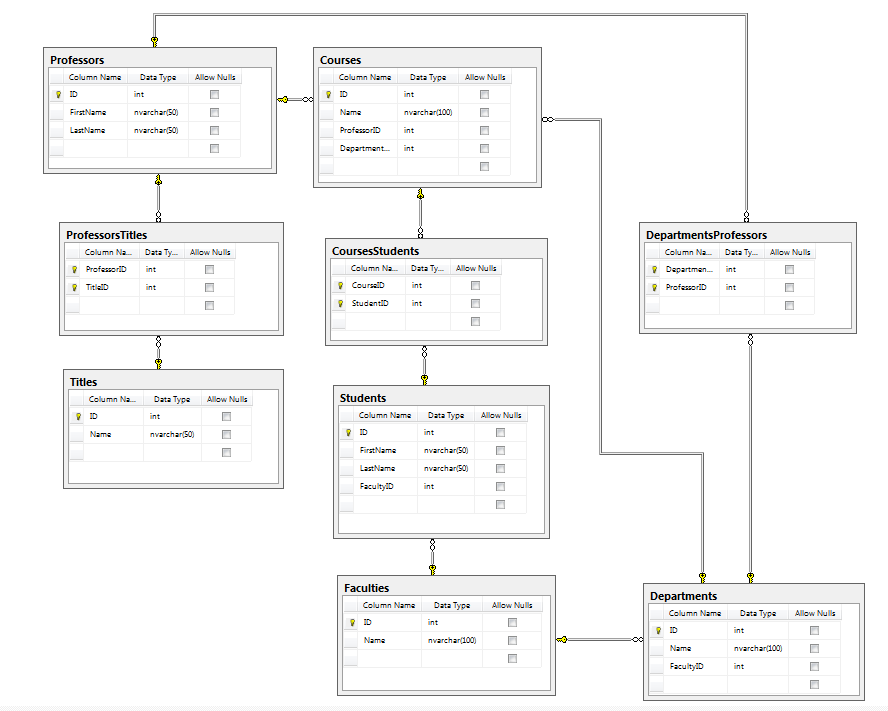 Professors
Column Name Data Type Allow Nulls
ID int
FirstName nvarchar(50)
LastName nvarchar(50)
Courses
Column Name Data Type Allow Nulls
ID int
Name nvarchar(100)
ProfessorID int
Department... int
ProfessorsTitles
Column Na... Data Ty... Allow Nulls
ProfessorID int
TitleID int
CoursesStudents
Column Na... Data Ty... Allow Nulls
CourseID int
StudentID int
DepartmentsProfessors
Column Na... Data Ty... Allow Nulls
Departmen... int
ProfessorID int
Titles
Column Na... Data Type Allow Nulls
ID int
Name nvarchar(50)
Students
Column Name Data Type Allow Nulls
ID int
FirstName nvarchar(50)
LastName nvarchar(50)
FacultyID int
Faculties
Column Name Data Type Allow Nulls
ID int
Name nvarchar(100)
Departments
Column Name Data Type Allow Nulls
ID int
Name nvarchar(100)
FacultyID int